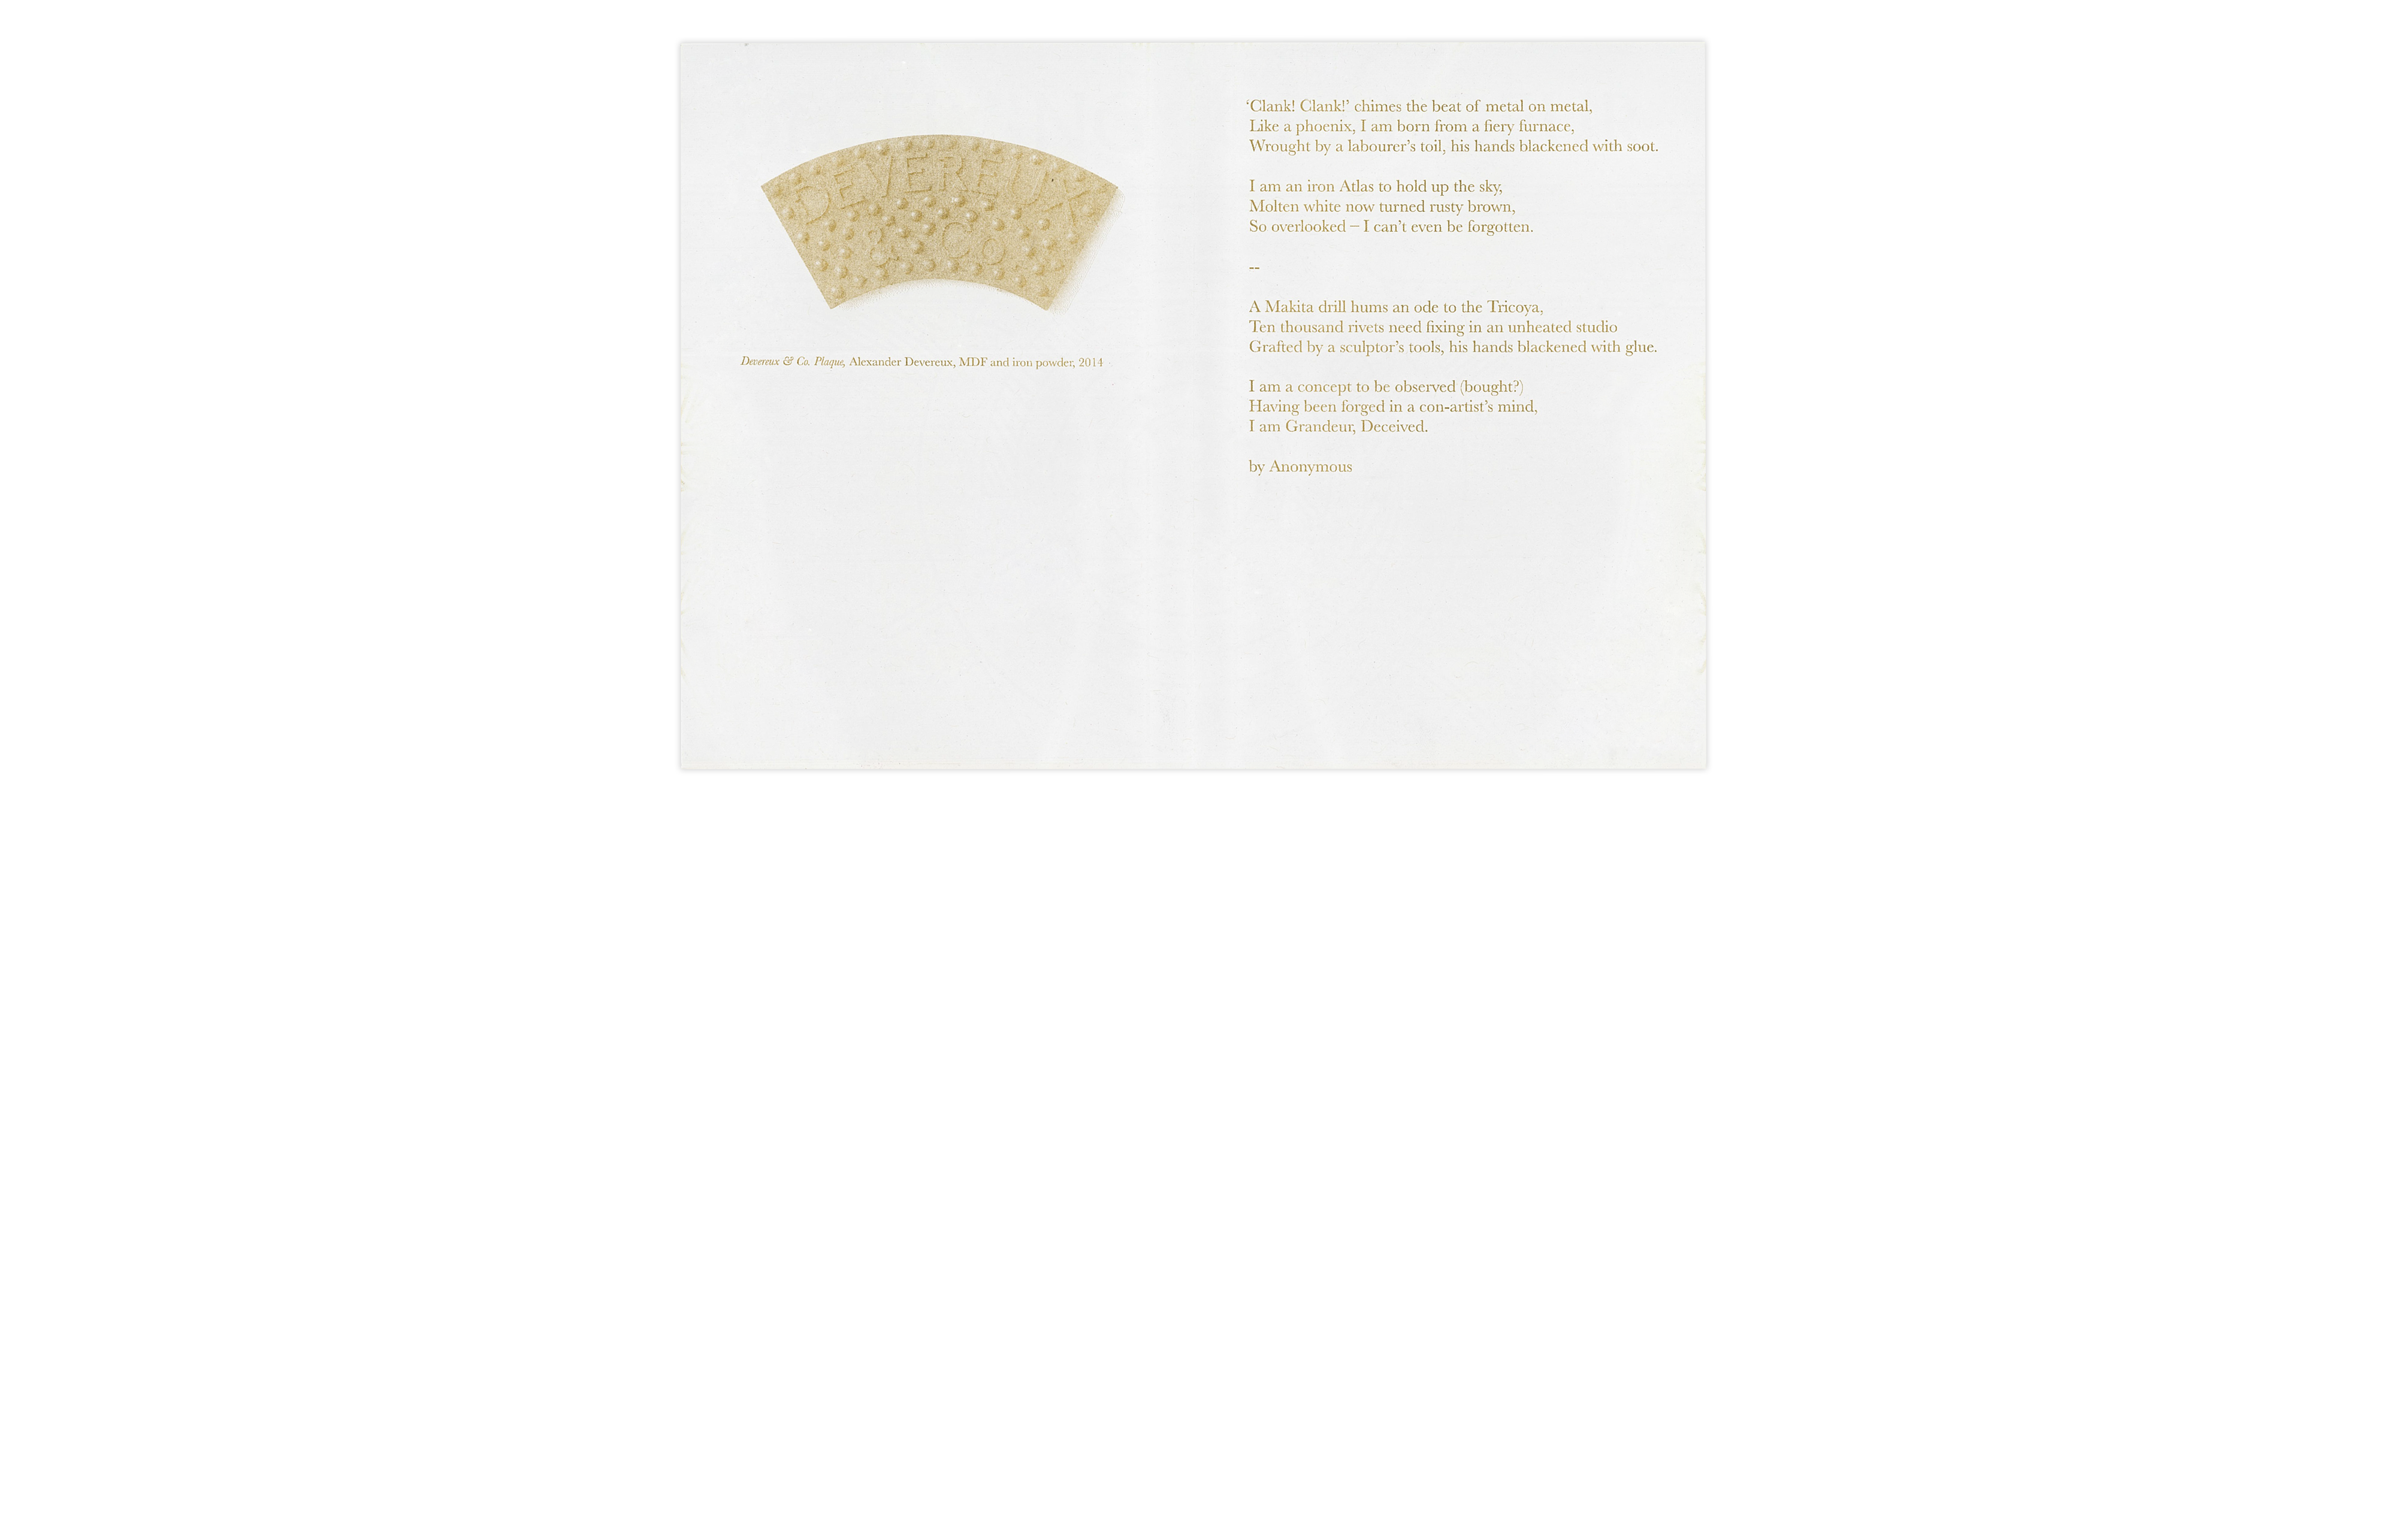 DEVEREUX
& Co
Devereux & Co. Plaque, Alexander Devereux, MDF and iron powder, 2014
‘Clank! Clank!’ chimes the beat of metal on metal,
Like a phoenix, I am born from a fiery furnace,
Wrought by a labourer’s toil, his hands blackened with soot.
I am an iron Atlas to hold up the sky,
Molten white now turned rusty brown,
So overlooked – I can’t even be forgotten.
--
A Makita drill hums an ode to the Tricoya,
Ten thousand rivets need fixing in an unheated studio
Grafted by a sculptor’s tools, his hands blackened with glue.
I am a concept to be observed (bought?)
Having been forged in a con-artist’s mind,
I am Grandeur, Deceived.
by Anonymous